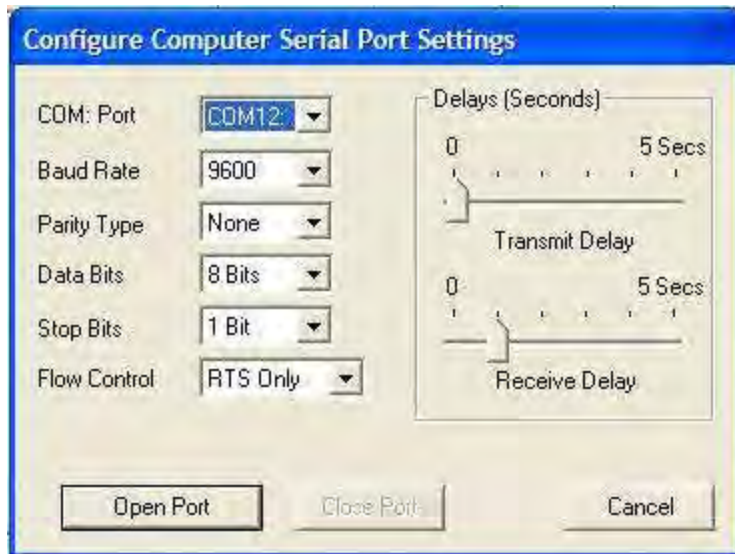 Configure Computer Serial Port Settings
COM: Port COM12:
Baud Rate 9600
Parity Type None
Data Bits 8 Bits
Stop Bits 1 Bit
Flow Control RTS Only
Delays (Seconds)
0 5 Secs
Transmit Delay
0 5 Secs
Receive Delay
Open Port Close Port Cancel